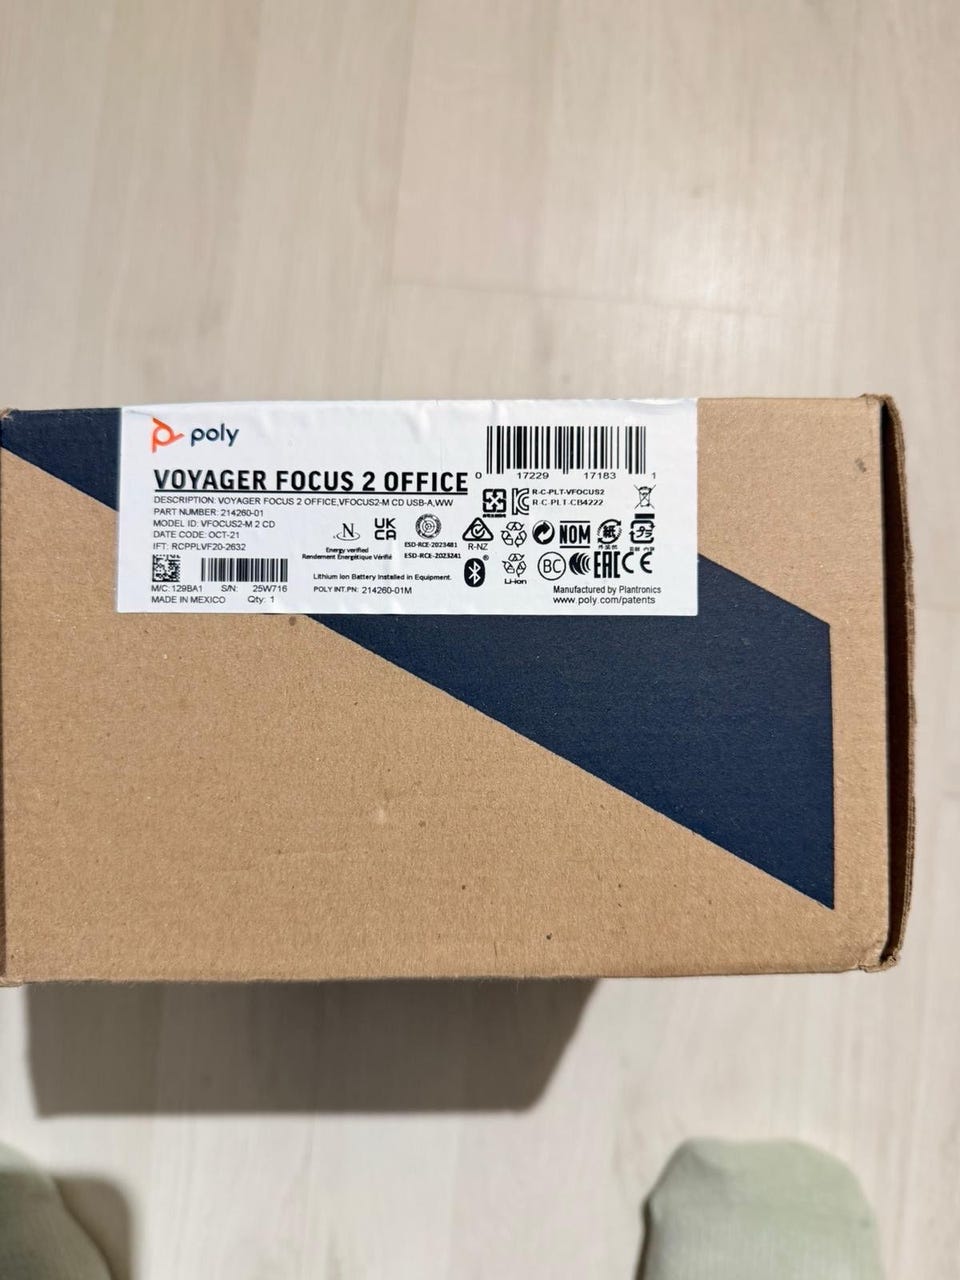 poly
VOYAGER FOCUS 2 OFFICE
DESCRIPTION: VOYAGER FOCUS 2 OFFICE,VFOCUS2-M CD USB-A,WW
PART NUMBER: 214260-01
MODEL ID: VFOCUS2-M 2 CD
DATE CODE: OCT-21
IFT: RCPPLVF20-2632
M/C: 129BA1 S/N: 25W716
MADE IN MEXICO Qty: 1
N
Energy verified
Rendement Énergétique Vérifié
UK
CA
ESD-RCE-2023481
ESD-RCE-2023241
Lithium Ion Battery Installed in Equipment.
POLY INT.PN: 214260-01M
0 17229 17183 1
R-C-PLT-VFOCUS2
R-C-PLT-CB4222
R-NZ
NOM
紙
Li-ion
BC
EAC
CE
Manufactured by Plantronics
www.poly.com/patents